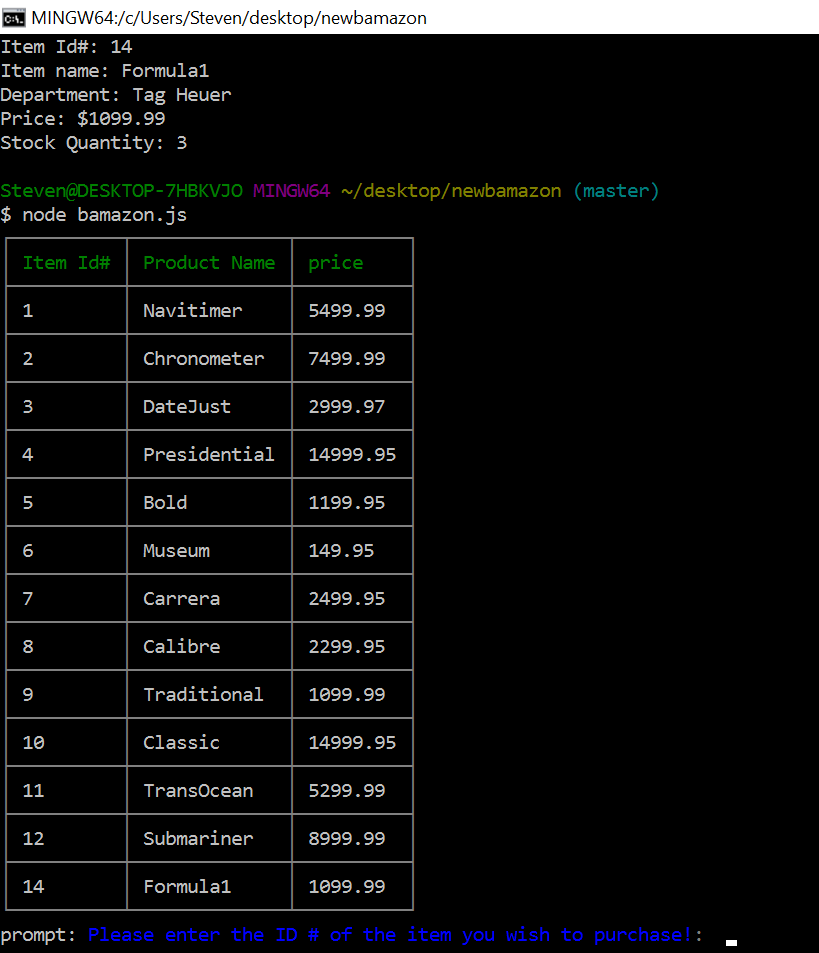 MINGW64:/c/Users/Steven/desktop/newbamazon
Item Id#: 14
Item name: Formula1
Department: Tag Heuer
Price: $1099.99
Stock Quantity: 3
Steven@DESKTOP-7HBKVJO MINGW64 ~/desktop/newbamazon (master)
$ node bamazon.js
Item Id# Product Name price
1 Navitimer 5499.99
2 Chronometer 7499.99
3 DateJust 2999.97
4 Presidential 14999.95
5 Bold 1199.95
6 Museum 149.95
7 Carrera 2499.95
8 Calibre 2299.95
9 Traditional 1099.99
10 Classic 14999.95
11 TransOcean 5299.99
12 Submariner 8999.99
14 Formula1 1099.99
prompt: Please enter the ID # of the item you wish to purchase!: